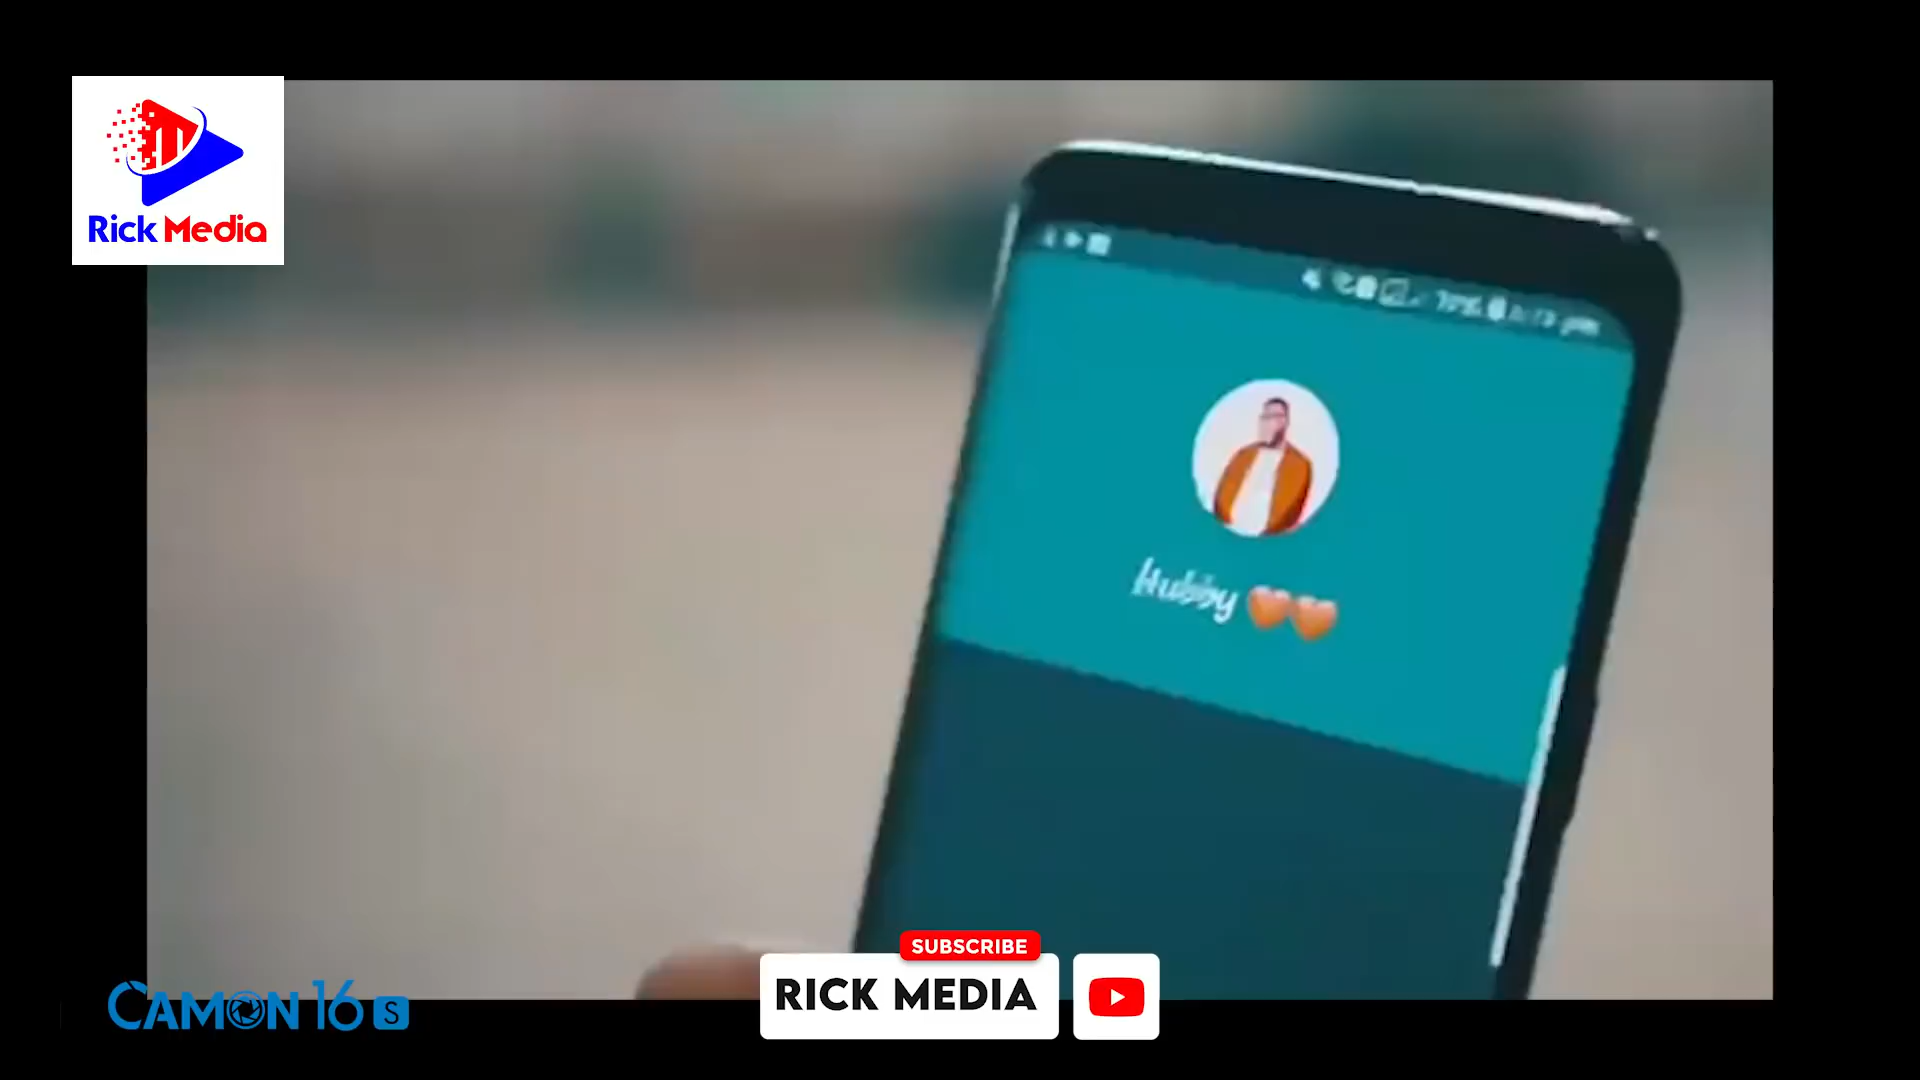 Rick Media
Hubby 🧡🧡
SUBSCRIBE
RICK MEDIA
CAMON 16 S